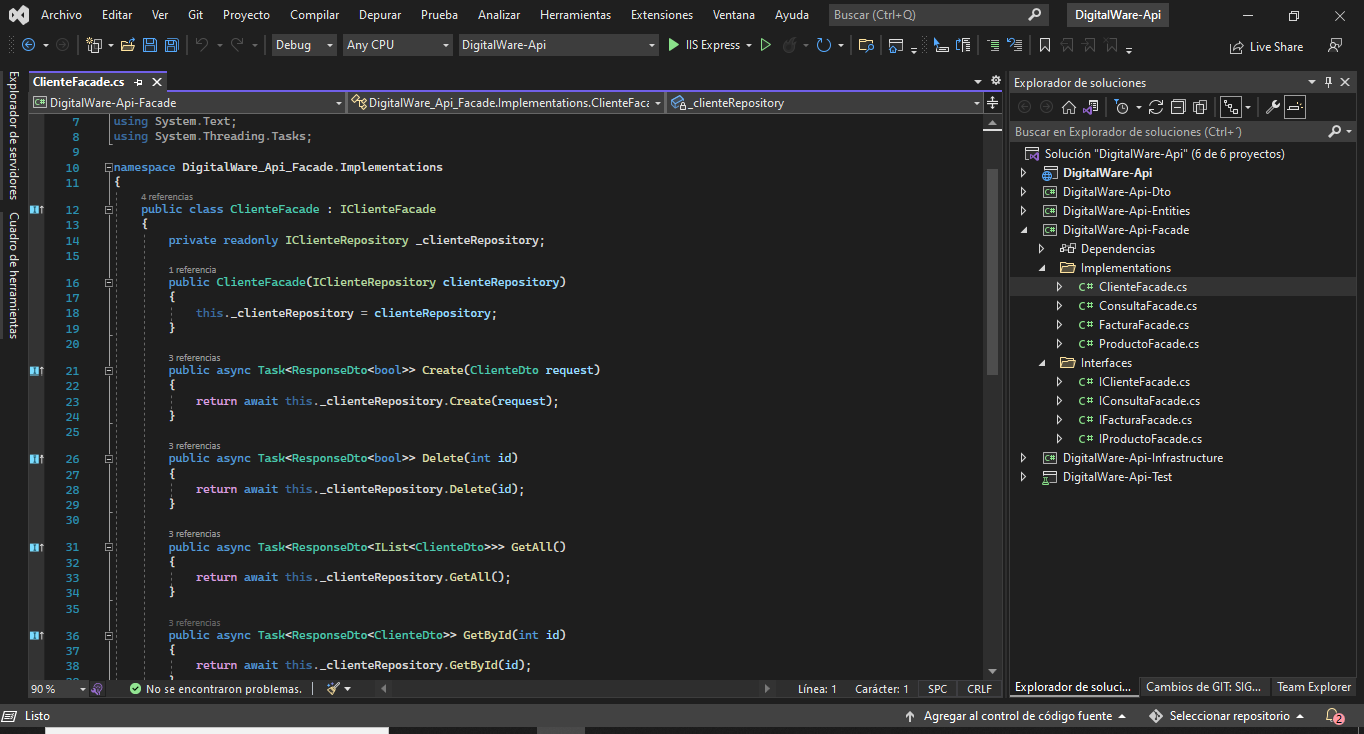 Archivo Editar Ver Git Proyecto Compilar Depurar Prueba Analizar Herramientas Extensiones Ventana Ayuda Buscar (Ctrl+Q) DigitalWare-Api
Debug Any CPU DigitalWare-Api IIS Express Live Share
Explorador de servidores
Cuadro de herramientas
ClienteFacade.cs
DigitalWare-Api-Facade DigitalWare_Api_Facade.Implementations.ClienteFaca _clienteRepository
7 using System.Text;
8 using System.Threading.Tasks;
9
10 namespace DigitalWare_Api_Facade.Implementations
11 {
4 referencias
12 public class ClienteFacade : IClienteFacade
13 {
14 private readonly IClienteRepository _clienteRepository;
15
1 referencia
16 public ClienteFacade(IClienteRepository clienteRepository)
17 {
18 this._clienteRepository = clienteRepository;
19 }
20
3 referencias
21 public async Task<ResponseDto<bool>> Create(ClienteDto request)
22 {
23 return await this._clienteRepository.Create(request);
24 }
25
3 referencias
26 public async Task<ResponseDto<bool>> Delete(int id)
27 {
28 return await this._clienteRepository.Delete(id);
29 }
30
3 referencias
31 public async Task<ResponseDto<IList<ClienteDto>>> GetAll()
32 {
33 return await this._clienteRepository.GetAll();
34 }
35
3 referencias
36 public async Task<ResponseDto<ClienteDto>> GetById(int id)
37 {
38 return await this._clienteRepository.GetById(id);
90 % No se encontraron problemas. Línea: 1 Carácter: 1 SPC CRLF
Explorador de soluciones
Buscar en Explorador de soluciones (Ctrl+´)
Solución "DigitalWare-Api" (6 de 6 proyectos)
DigitalWare-Api
C# DigitalWare-Api-Dto
C# DigitalWare-Api-Entities
C# DigitalWare-Api-Facade
Dependencias
Implementations
C# ClienteFacade.cs
C# ConsultaFacade.cs
C# FacturaFacade.cs
C# ProductoFacade.cs
Interfaces
C# IClienteFacade.cs
C# IConsultaFacade.cs
C# IFacturaFacade.cs
C# IProductoFacade.cs
C# DigitalWare-Api-Infrastructure
DigitalWare-Api-Test
Explorador de soluci... Cambios de GIT: SIG... Team Explorer
Listo Agregar al control de código fuente Seleccionar repositorio 2